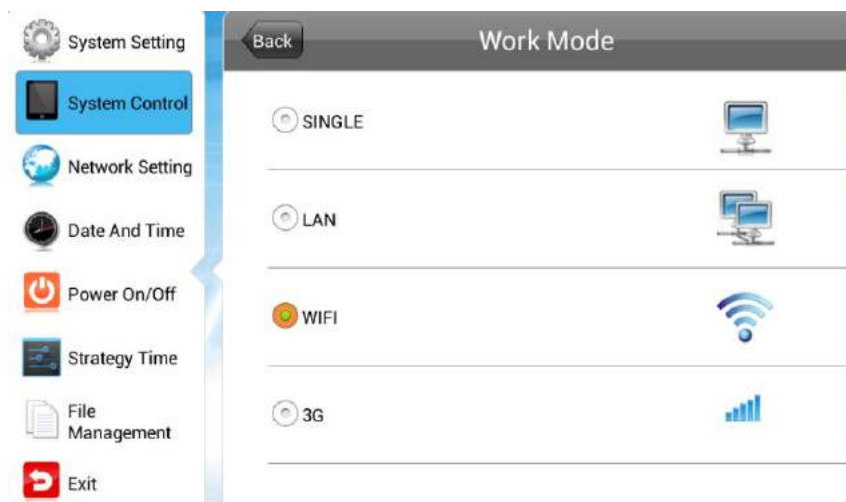 System Setting
System Control
Network Setting
Date And Time
Power On/Off
Strategy Time
File
Management
Exit
Back
Work Mode
SINGLE
LAN
WIFI
3G